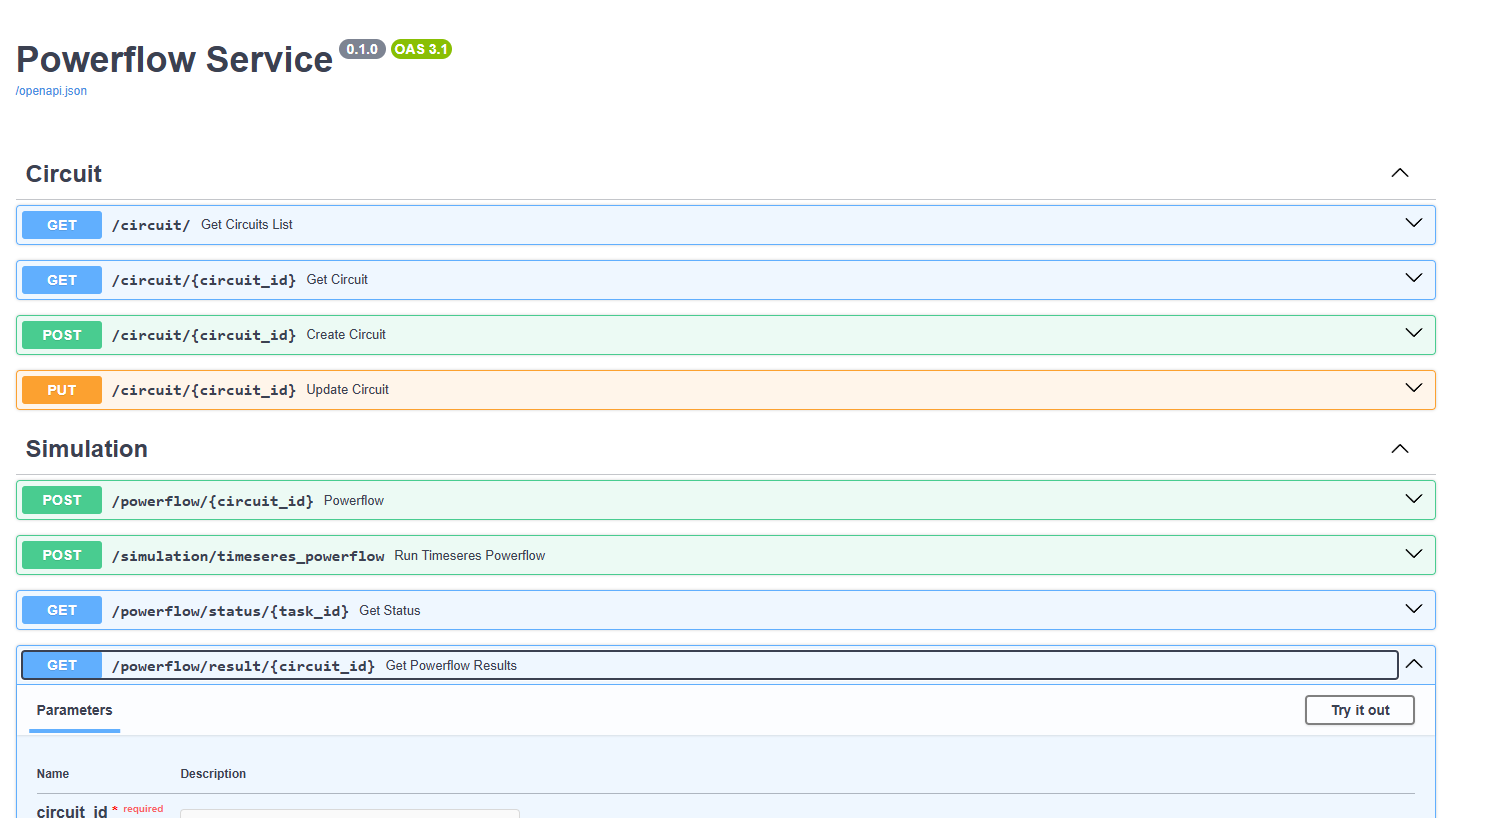 Powerflow Service 0.1.0 OAS 3.1
/openapi.json
Circuit
GET /circuit/ Get Circuits List
GET /circuit/{circuit_id} Get Circuit
POST /circuit/{circuit_id} Create Circuit
PUT /circuit/{circuit_id} Update Circuit
Simulation
POST /powerflow/{circuit_id} Powerflow
POST /simulation/timeseres_powerflow Run Timeseres Powerflow
GET /powerflow/status/{task_id} Get Status
GET /powerflow/result/{circuit_id} Get Powerflow Results
Parameters Try it out
Name Description
circuit_id * required